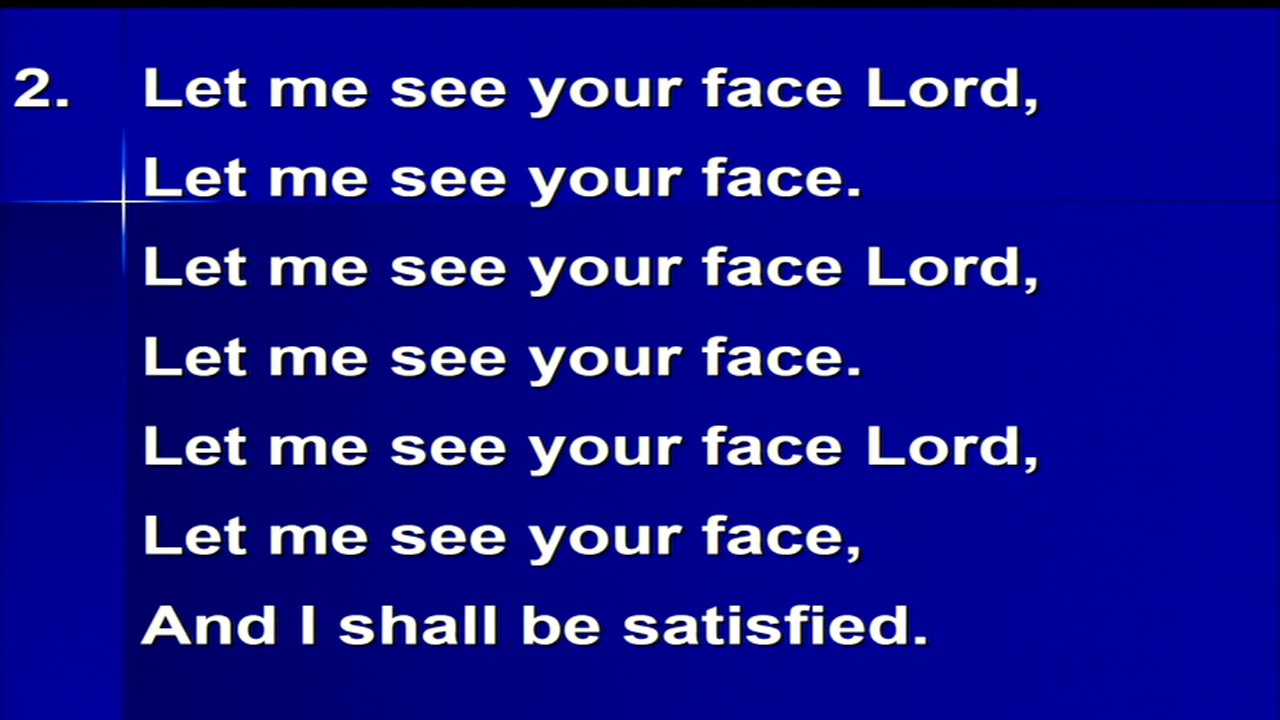 2. Let me see your face Lord,
Let me see your face.
Let me see your face Lord,
Let me see your face.
Let me see your face Lord,
Let me see your face,
And I shall be satisfied.